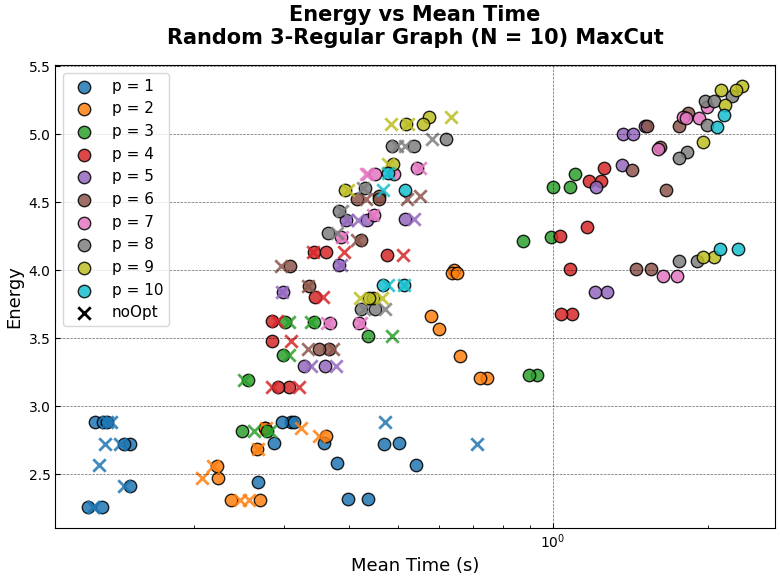 Energy vs Mean Time
Random 3-Regular Graph (N = 10) MaxCut
5.5
5.0
4.5
4.0
3.5
3.0
2.5
Energy
p = 1
p = 2
p = 3
p = 4
p = 5
p = 6
p = 7
p = 8
p = 9
p = 10
noOpt
10⁰
Mean Time (s)